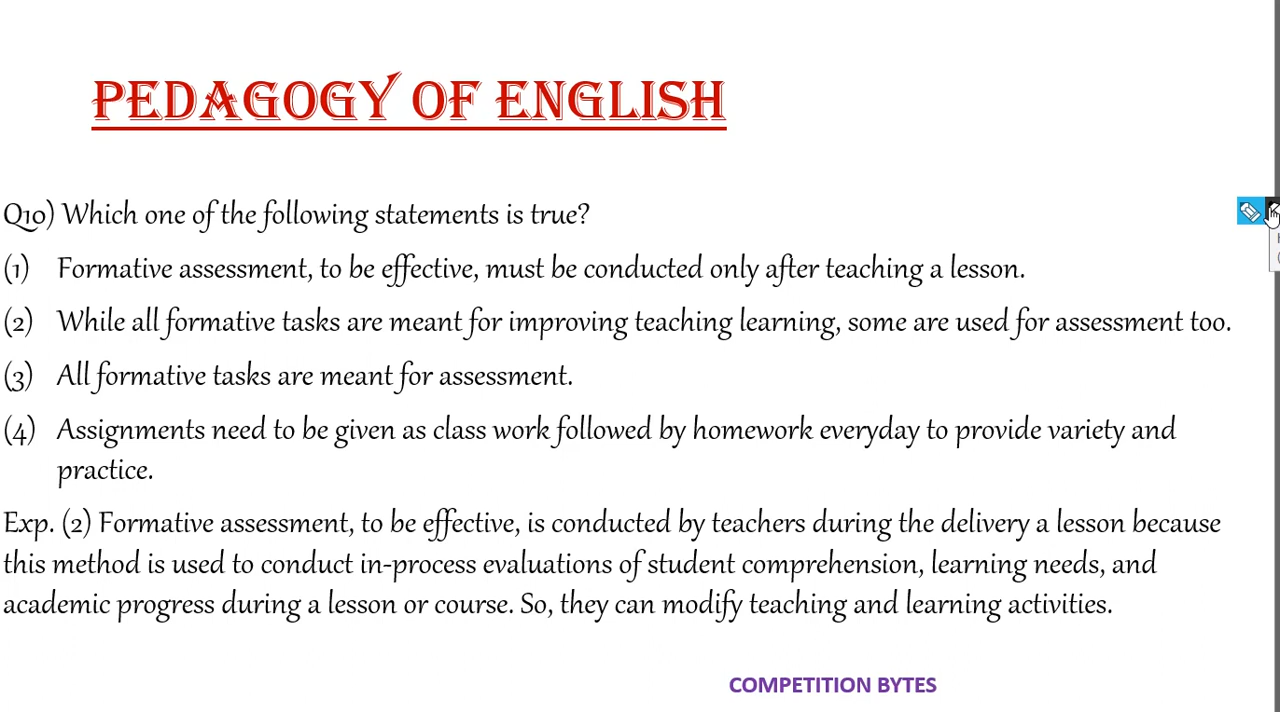 PEDAGOGY OF ENGLISH
Q10) Which one of the following statements is true?
(1) Formative assessment, to be effective, must be conducted only after teaching a lesson.
(2) While all formative tasks are meant for improving teaching learning, some are used for assessment too.
(3) All formative tasks are meant for assessment.
(4) Assignments need to be given as class work followed by homework everyday to provide variety and
practice.
Exp. (2) Formative assessment, to be effective, is conducted by teachers during the delivery a lesson because
this method is used to conduct in-process evaluations of student comprehension, learning needs, and
academic progress during a lesson or course. So, they can modify teaching and learning activities.
COMPETITION BYTES